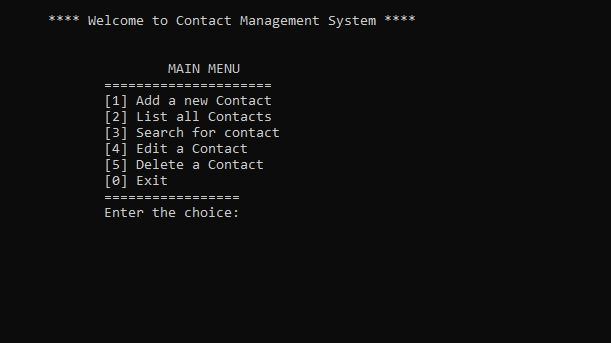 **** Welcome to Contact Management System ****
MAIN MENU
=====================
[1] Add a new Contact
[2] List all Contacts
[3] Search for contact
[4] Edit a Contact
[5] Delete a Contact
[0] Exit
=================
Enter the choice: